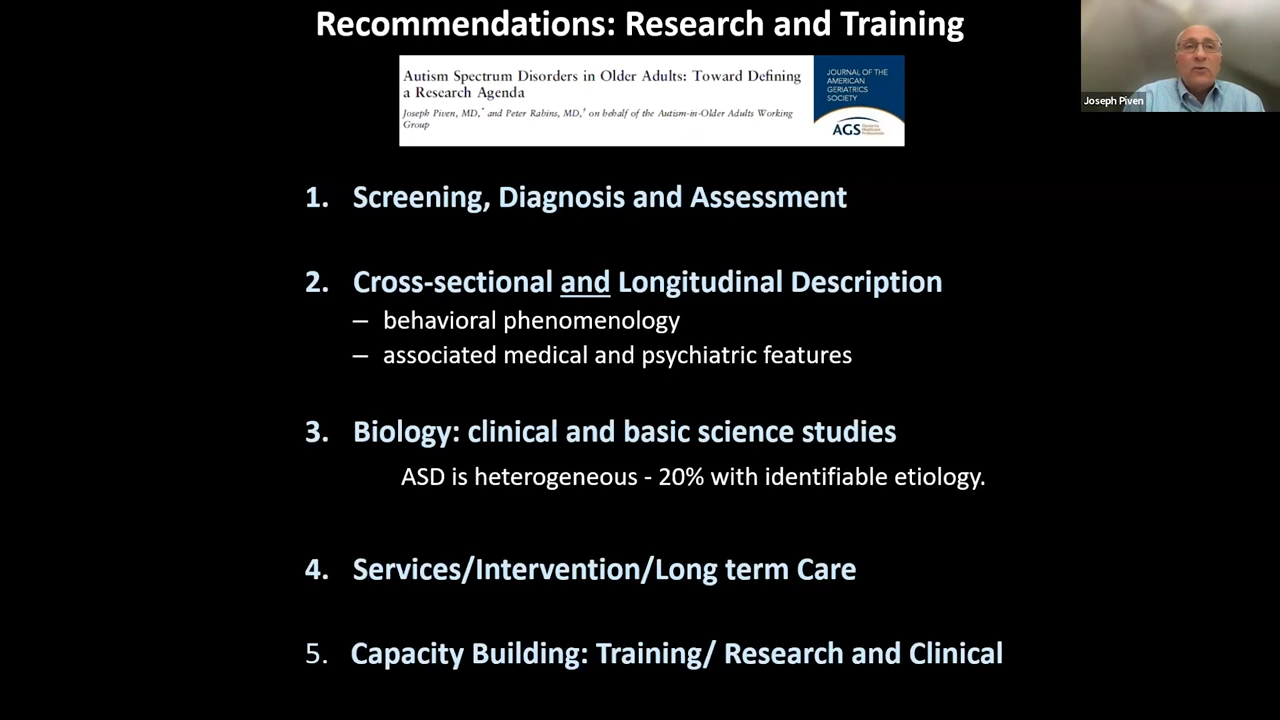 Recommendations: Research and Training
Autism Spectrum Disorders in Older Adults: Toward Defining
a Research Agenda
Joseph Piven, MD,* and Peter Rabins, MD,† on behalf of the Autism-in-Older Adults Working
Group
JOURNAL OF THE
AMERICAN
GERIATRICS
SOCIETY
AGS
Joseph Piven
1. Screening, Diagnosis and Assessment
2. Cross-sectional and Longitudinal Description
– behavioral phenomenology
– associated medical and psychiatric features
3. Biology: clinical and basic science studies
ASD is heterogeneous - 20% with identifiable etiology.
4. Services/Intervention/Long term Care
5. Capacity Building: Training/ Research and Clinical